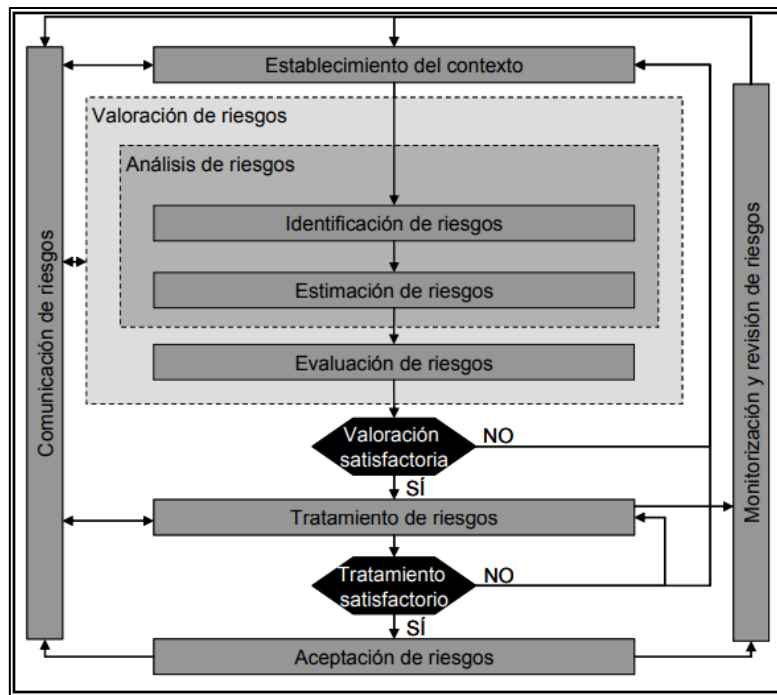 Establecimiento del contexto
Valoración de riesgos
Análisis de riesgos
Identificación de riesgos
Estimación de riesgos
Evaluación de riesgos
Valoración
satisfactoria
NO
SÍ
Tratamiento de riesgos
Tratamiento
satisfactorio
NO
SÍ
Aceptación de riesgos
Comunicación de riesgos
Monitorización y revisión de riesgos